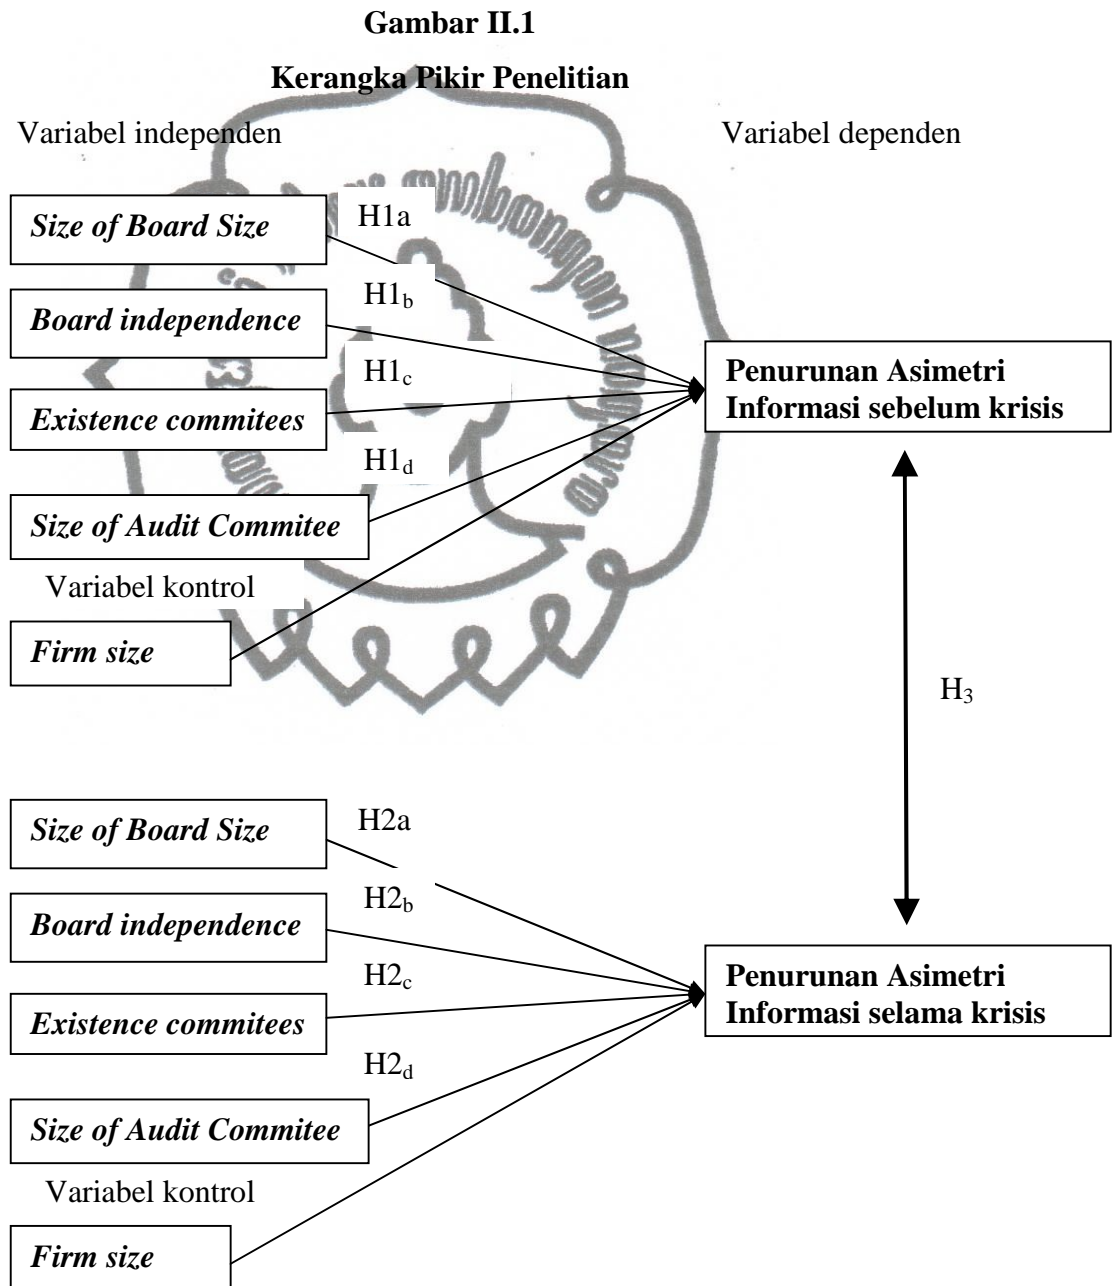 Gambar II.1
Kerangka Pikir Penelitian
Variabel independen
Variabel dependen
Size of Board Size
H1a
Board independence
H1b
Existence commitees
H1c
Size of Audit Commitee
H1d
Variabel kontrol
Firm size
Penurunan Asimetri
Informasi sebelum krisis
H3
Size of Board Size
H2a
Board independence
H2b
Existence commitees
H2c
Size of Audit Commitee
H2d
Variabel kontrol
Firm size
Penurunan Asimetri
Informasi selama krisis